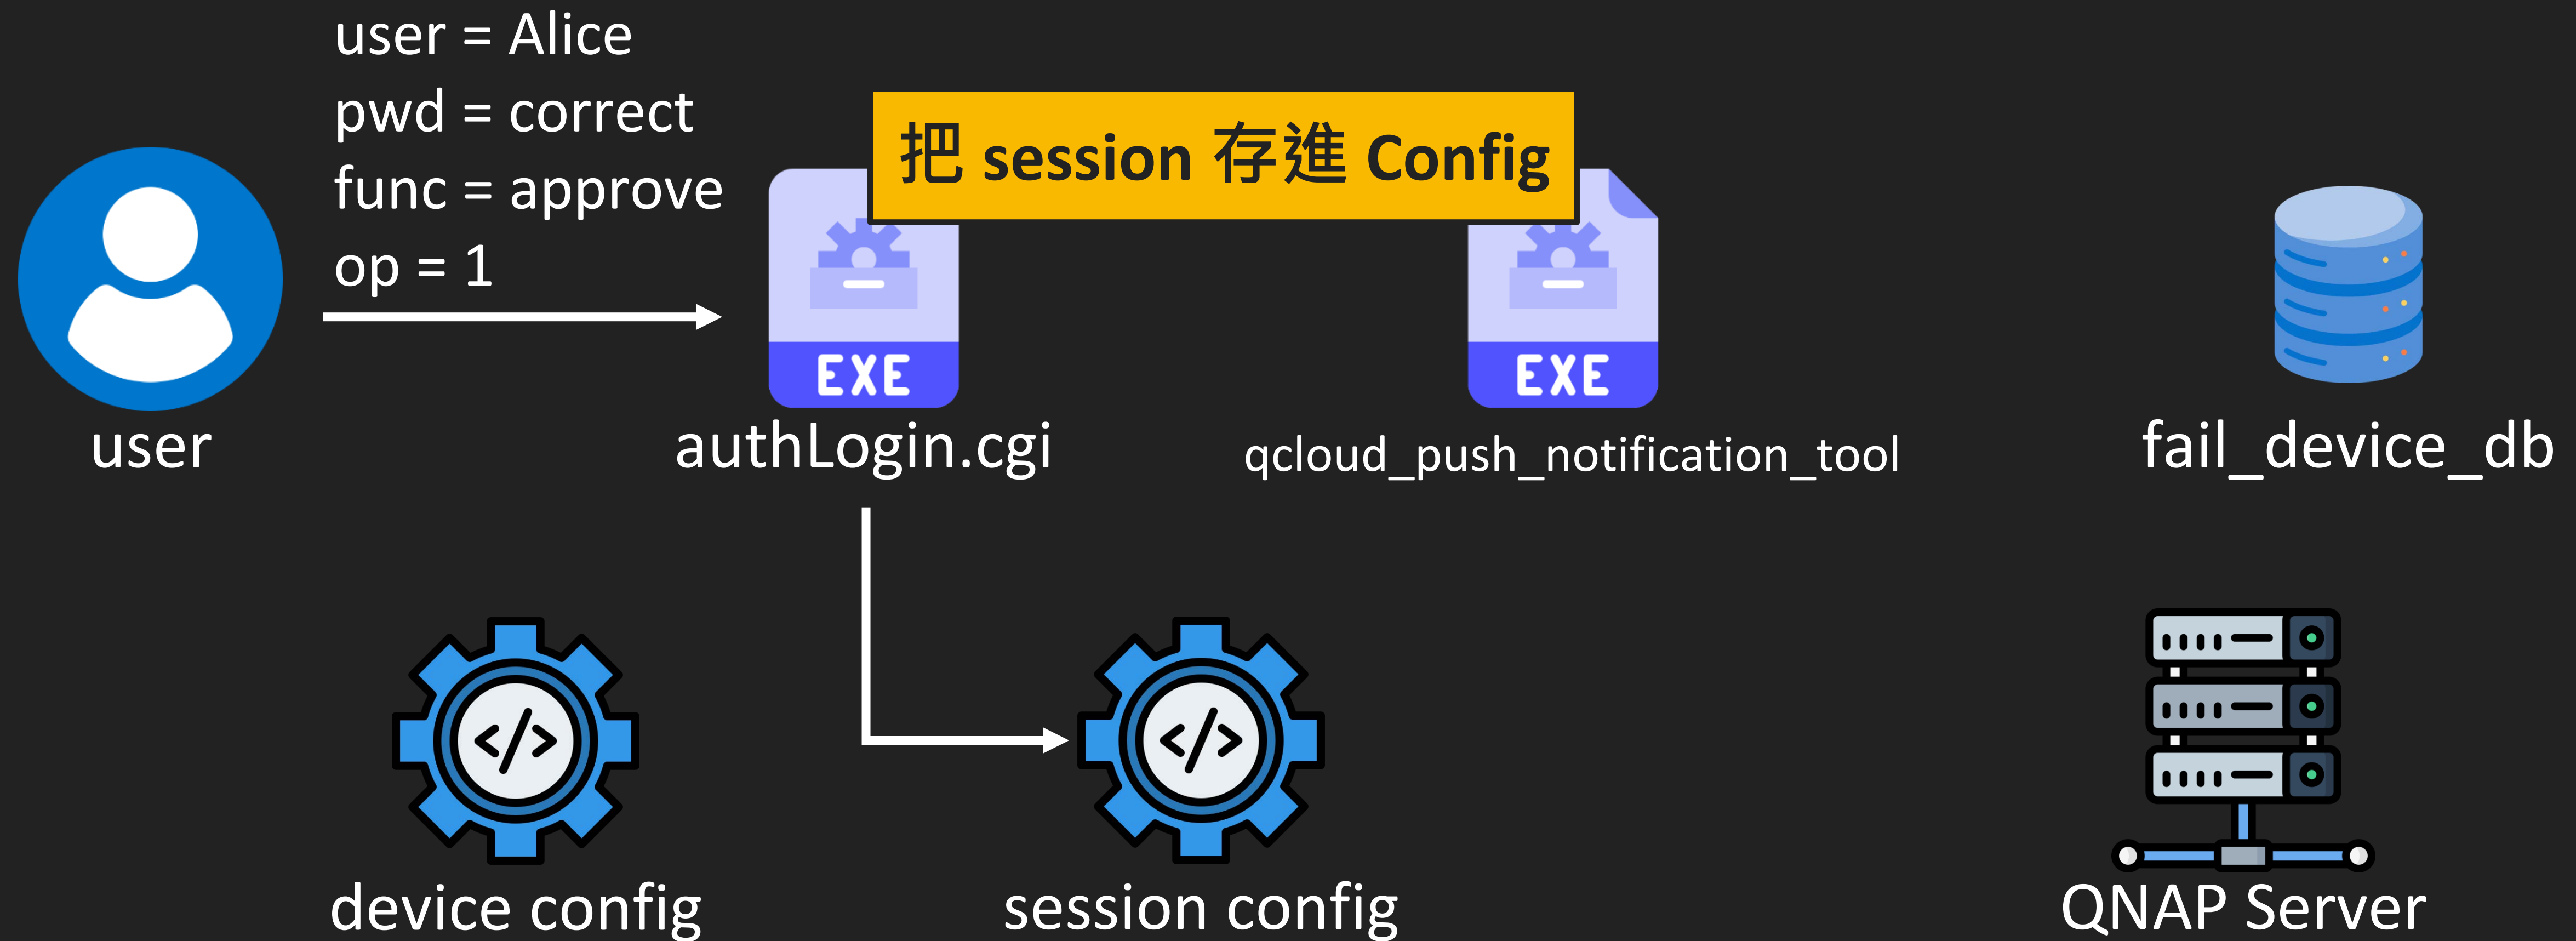 user = Alice
pwd = correct
func = approve
op = 1
把 session 存進 Config
EXE
EXE
user
authLogin.cgi
qcloud_push_notification_tool
fail_device_db
</>
</>
device config
session config
QNAP Server